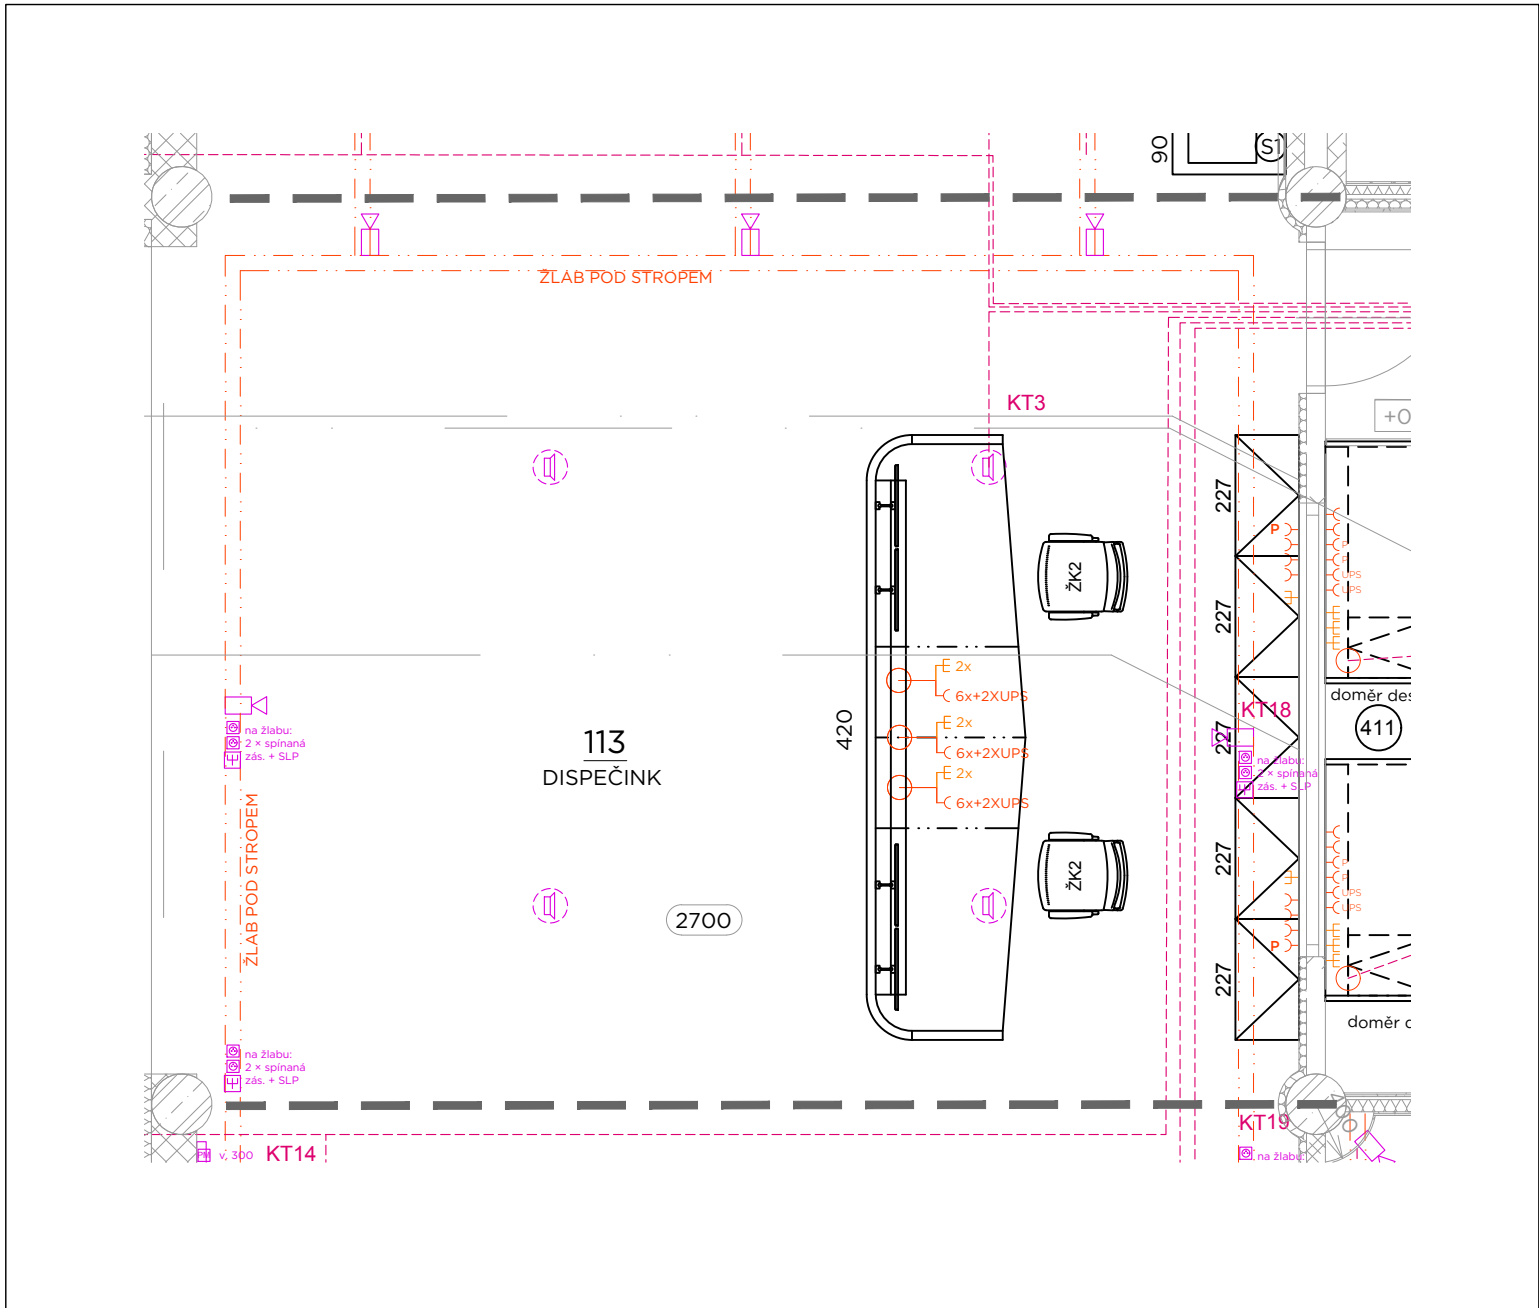 90
S1
ŽLAB POD STROPEM
KT3
+0
227
P
P
P
UPS
UPS
ŽK2
227
2x
6x+2XUPS
doměr des
KT18
411
227
420
2x
6x+2XUPS
na žlabu:
2 × spínaná
zás. + SLP
113
DISPEČINK
na žlabu:
2 × spínaná
zás. + SLP
2x
6x+2XUPS
ŽLAB POD STROPEM
227
ŽK2
P
P
UPS
UPS
2700
P
227
doměr d
na žlabu:
2 × spínaná
zás. + SLP
KT19
PM
v. 300
KT14
na žlabu: